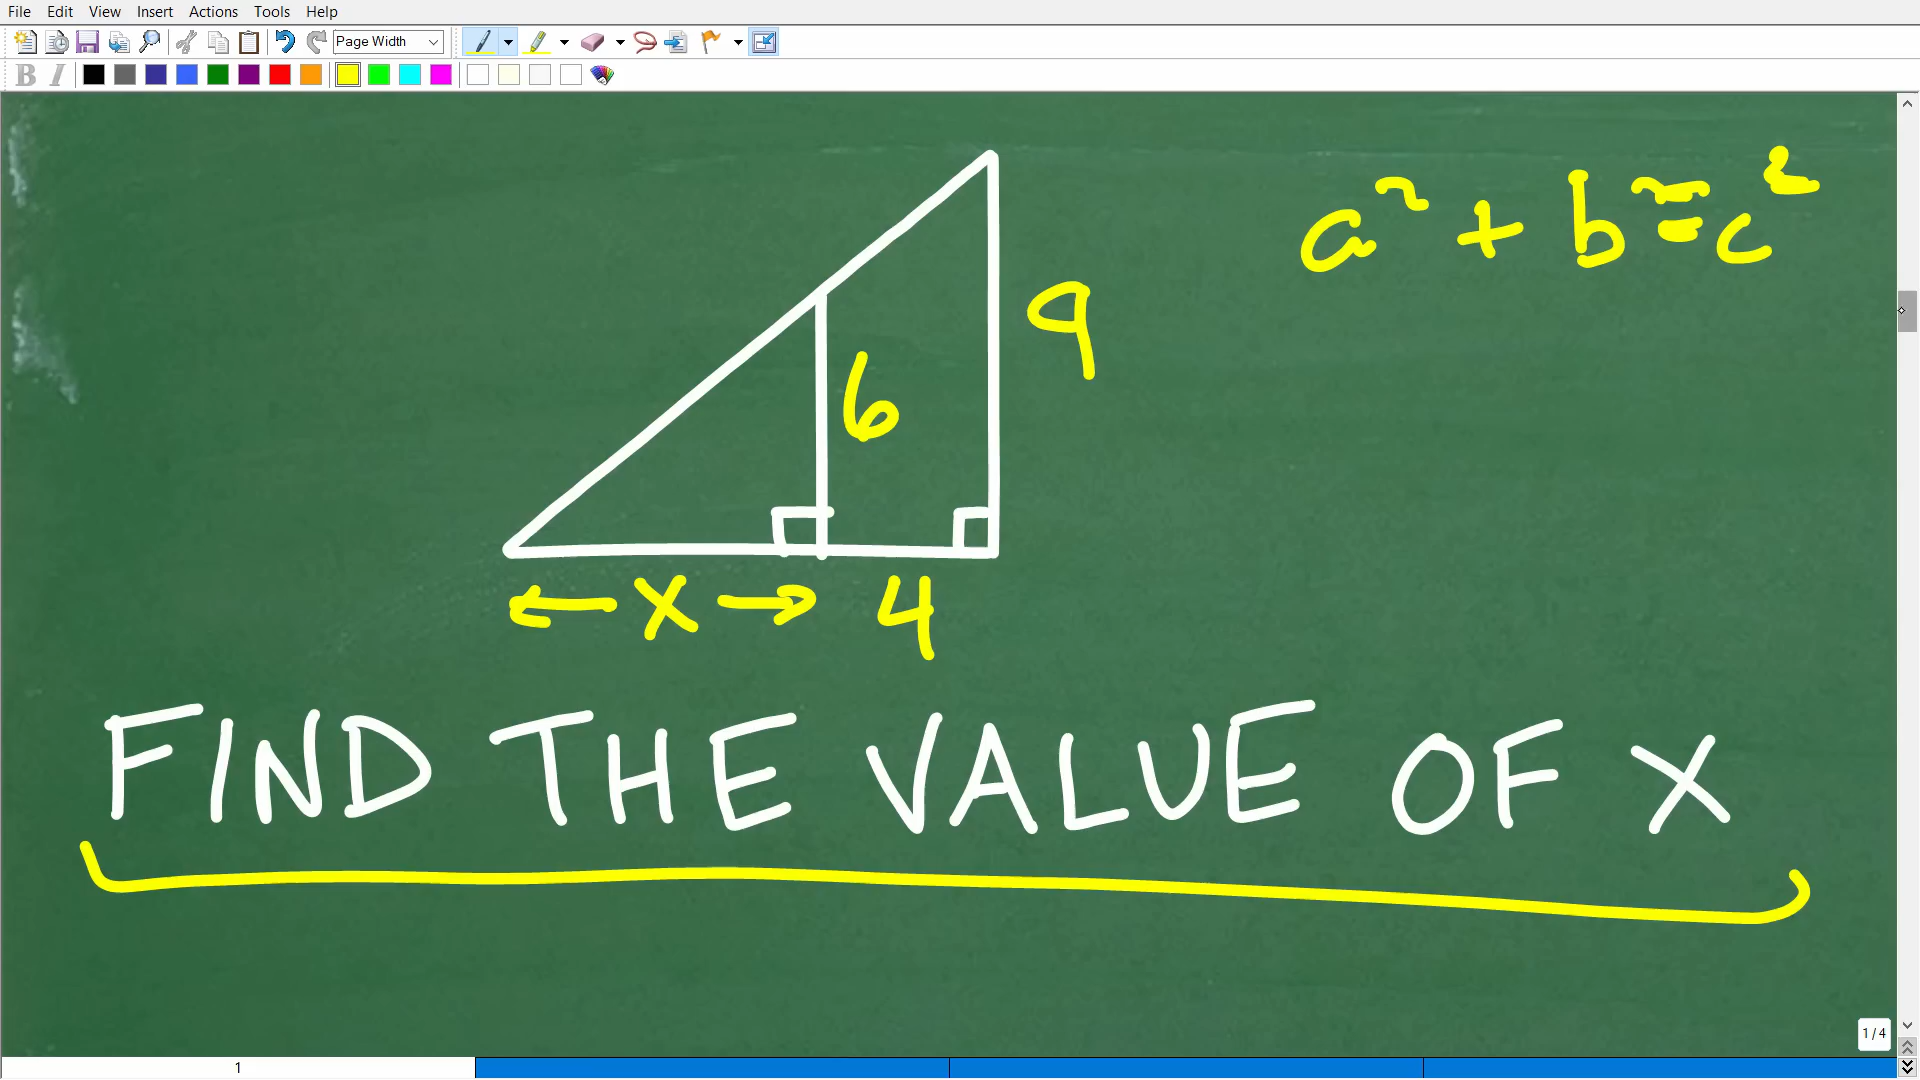 File Edit View Insert Actions Tools Help
Page Width
B I
a² + b² = c²
9
6
x 4
FIND THE VALUE OF X
1 / 4
1